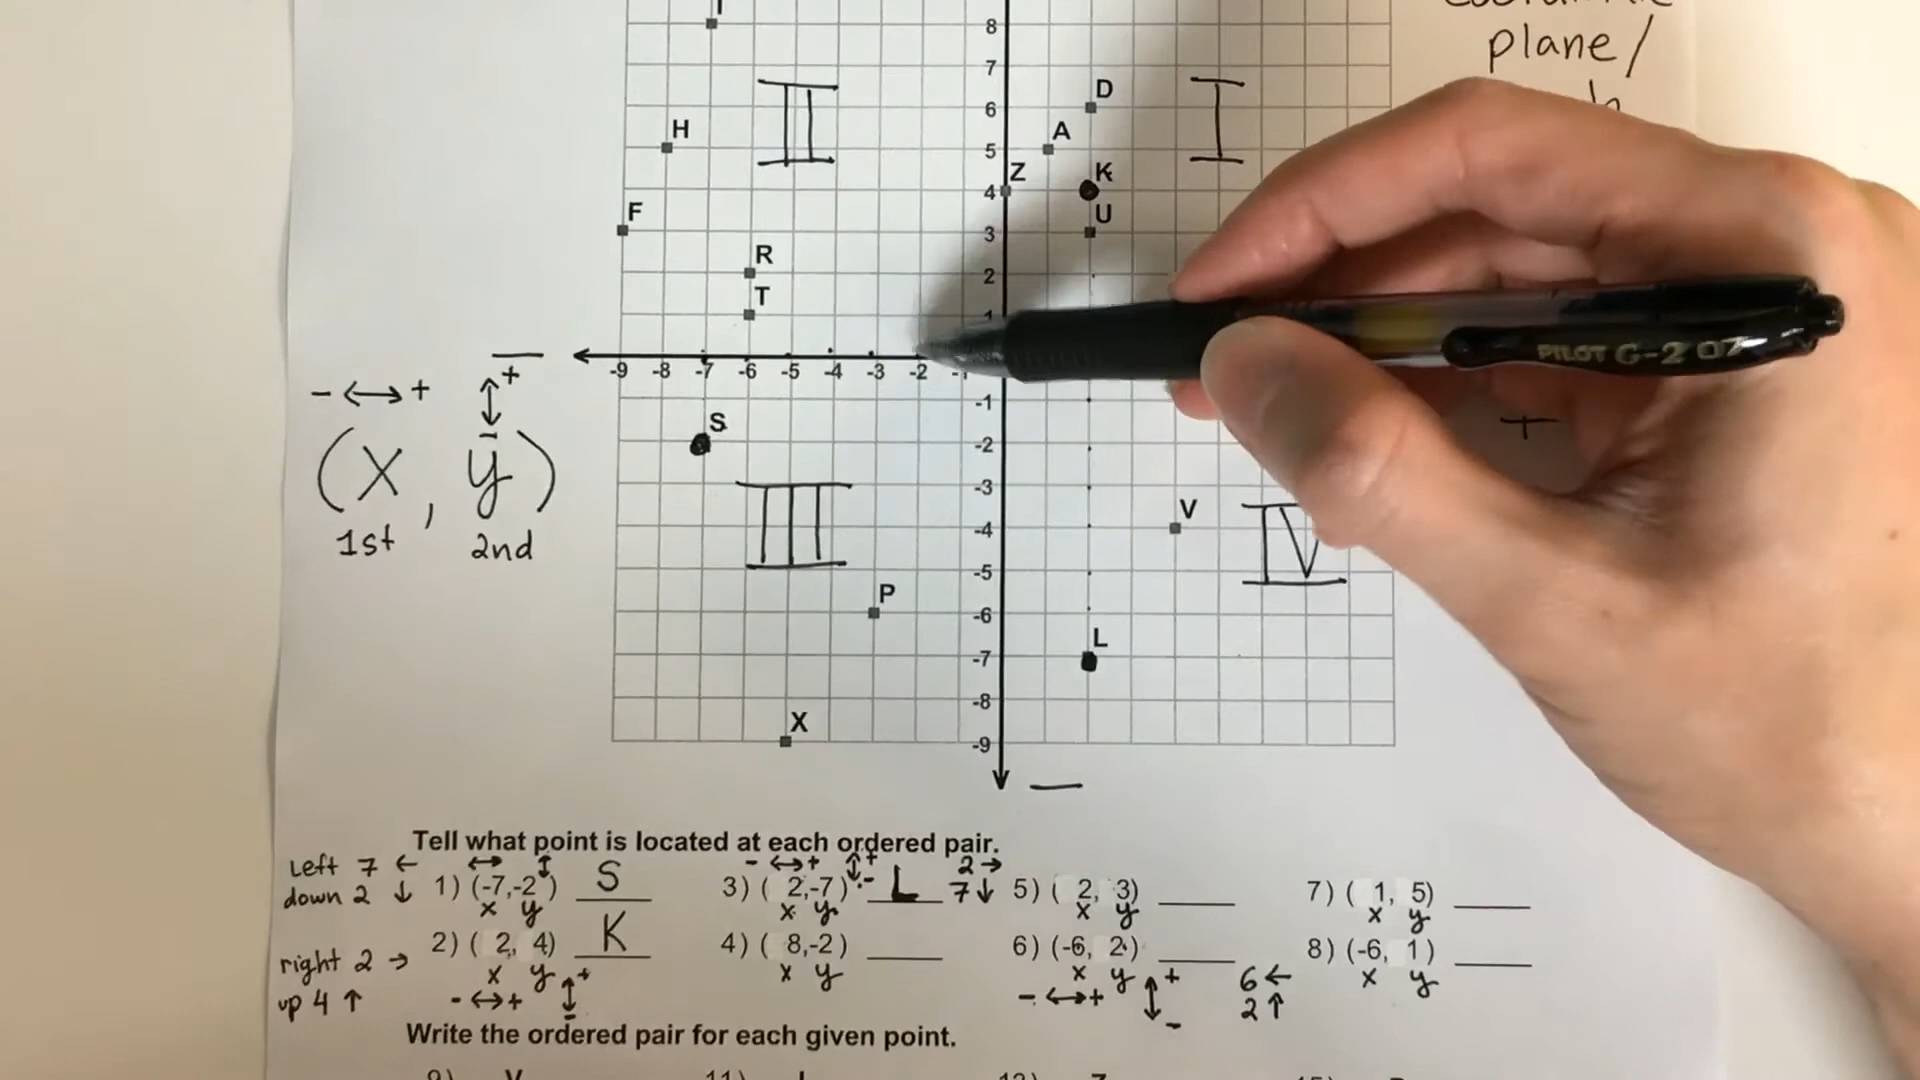 plane/
8
7
II
I
D
6
H
A
5
Z
K
4
F
U
3
R
2
T
1
-9 -8 -7 -6 -5 -4 -3 -2
PILOT G-2 07
- +
+
-1
S
-2
-
(x, y)
1st 2nd
III
-3
V
IV
-4
-5
P
-6
L
-7
-8
X
-9
Tell what point is located at each ordered pair.
Left 7 ← 1) (-7,-2) S 3) ( 2,-7) L 2→ 5) ( 2, 3) 7) ( 1, 5)
down 2 ↓ x y K x y 7↓ x y x y
right 2 → 2) ( 2, 4) 4) ( 8,-2) 6) (-6, 2) 8) (-6, 1)
up 4 ↑ x y x y x y 6← x y
- ↔ + - ↔ + 2↑
Write the ordered pair for each given point.